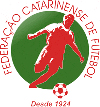 FEDERAÇÃO CATARINENSE DE FUTEBOL
Desde 1924